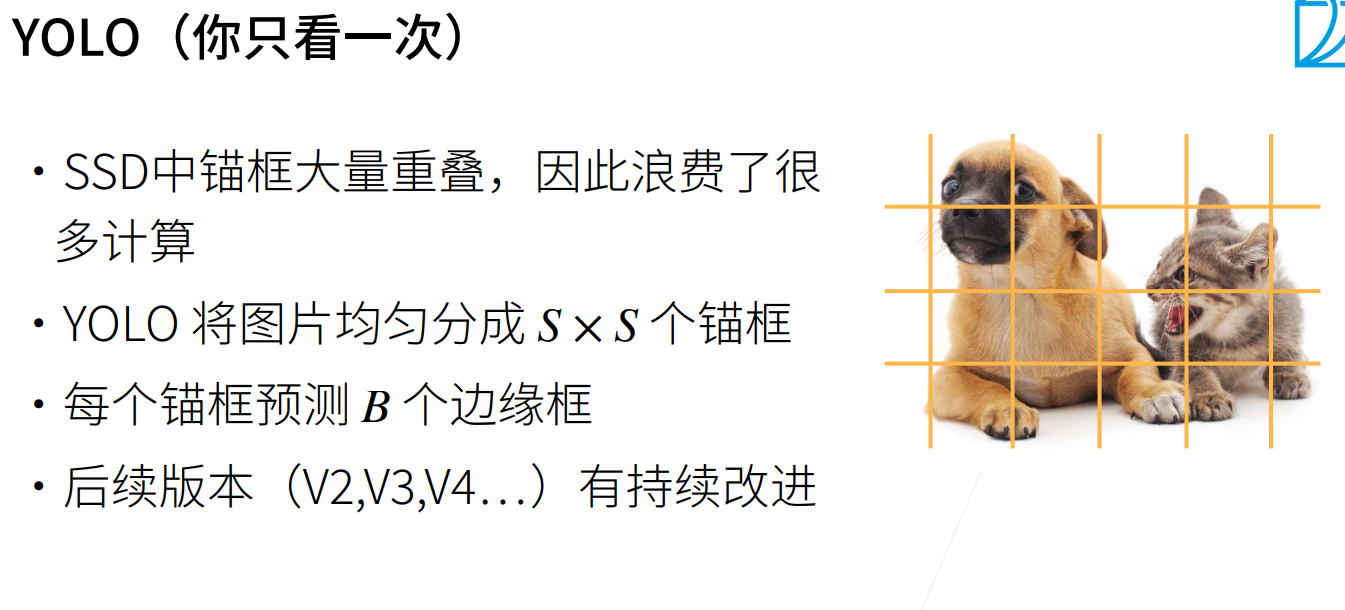 YOLO（你只看一次）
• SSD中锚框大量重叠，因此浪费了很
多计算
• YOLO 将图片均匀分成 S × S 个锚框
• 每个锚框预测 B 个边缘框
• 后续版本（V2,V3,V4…）有持续改进